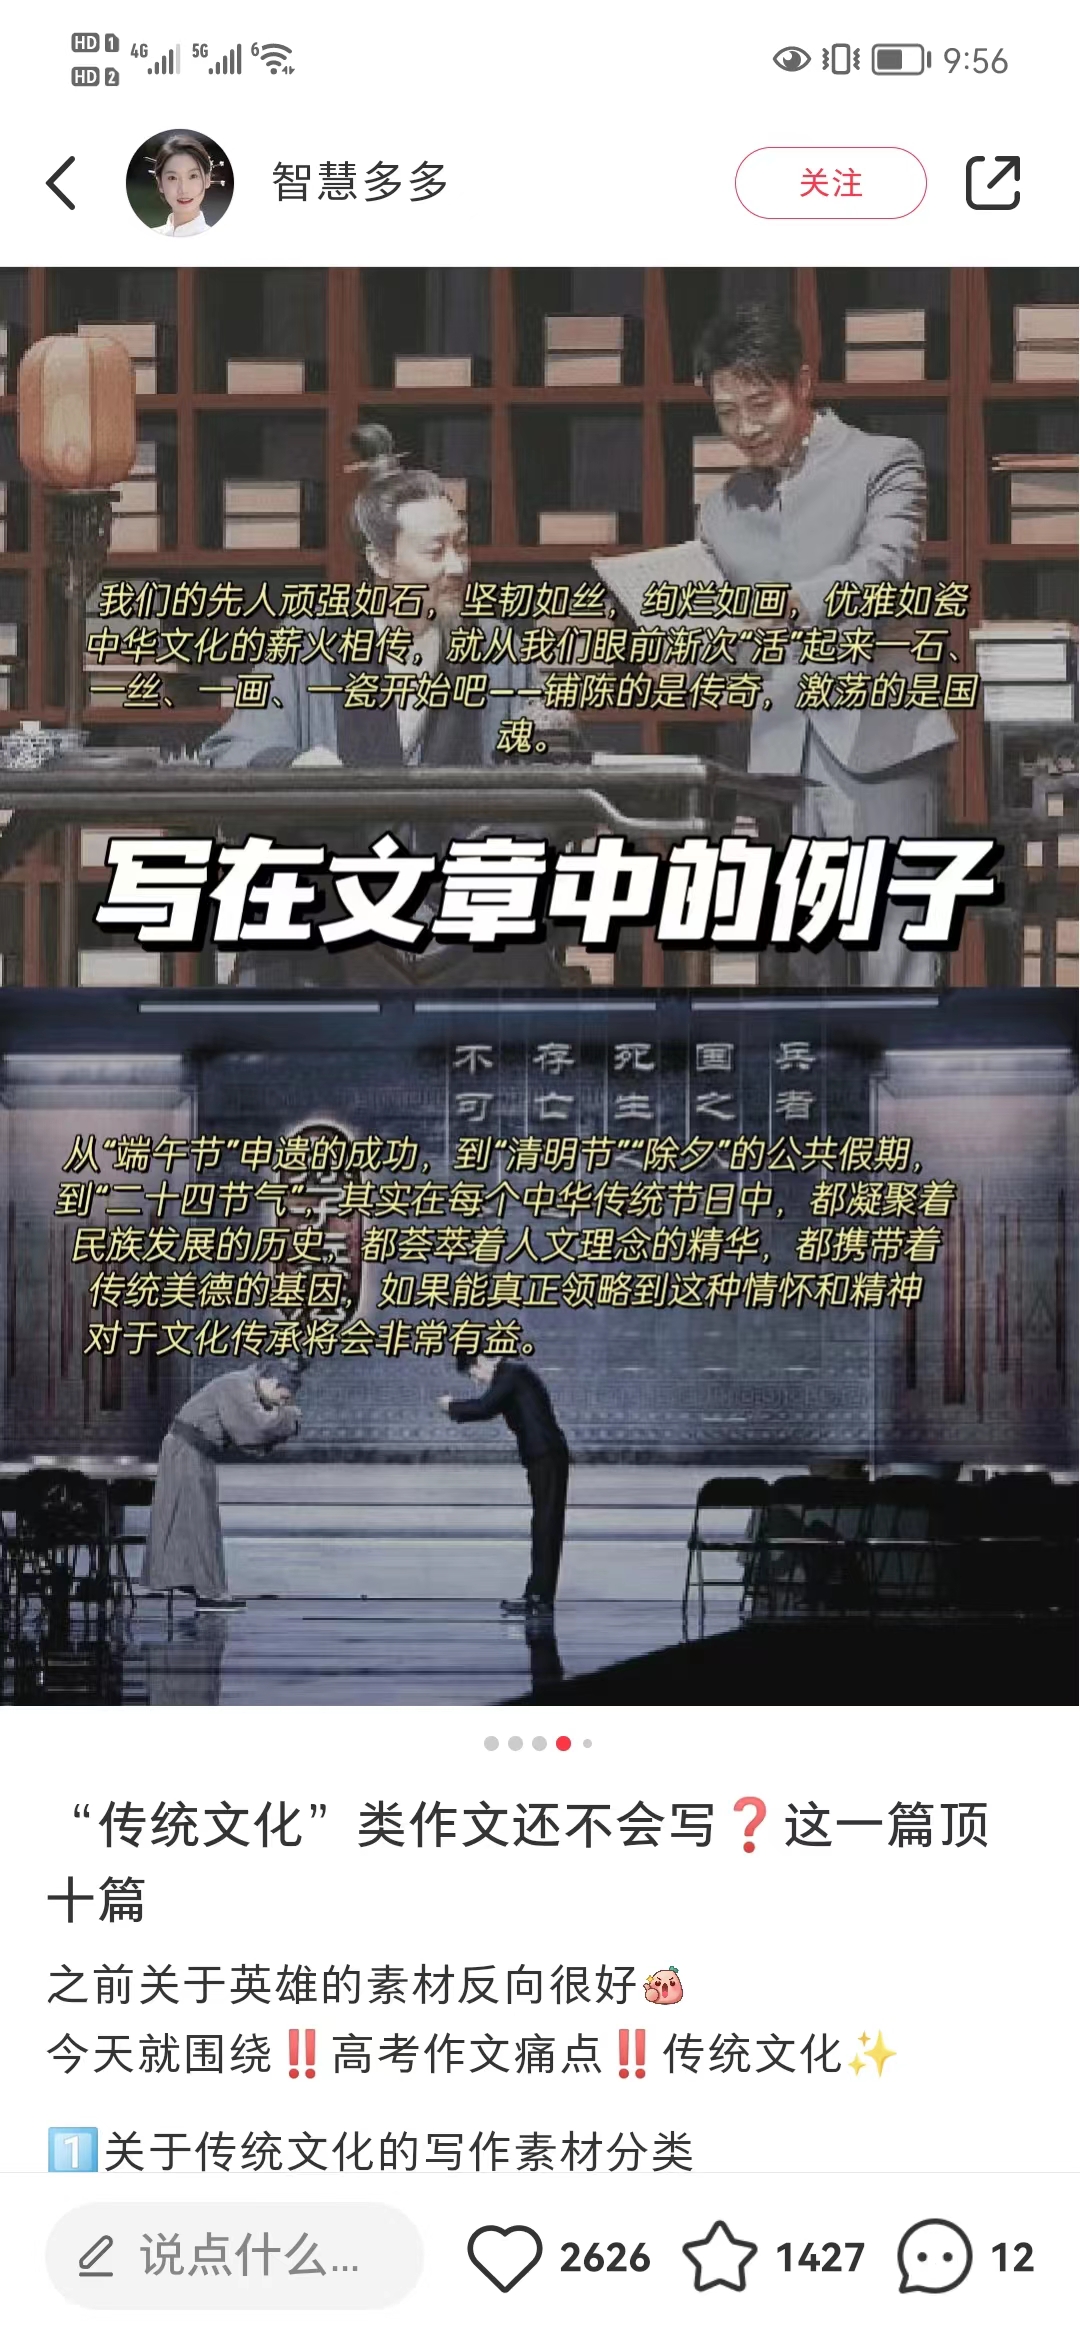 HD 1 4G 5G 6 9:56
HD 2
智慧多多 关注
我们的先人顽强如石，坚韧如丝，绚烂如画，优雅如瓷
中华文化的薪火相传，就从我们眼前渐次“活”起来一石、
一丝、一画、一瓷开始吧——铺陈的是传奇，激荡的是国
魂。
写在文章中的例子
不存死国兵
可亡生之者
从“端午节”申遗的成功，到“清明节”“除夕”的公共假期，
到“二十四节气”，其实在每个中华传统节日中，都凝聚着
民族发展的历史，都荟萃着人文理念的精华，都携带着
传统美德的基因，如果能真正领略到这种情怀和精神
对于文化传承将会非常有益。
“传统文化”类作文还不会写❓这一篇顶
十篇
之前关于英雄的素材反向很好
今天就围绕‼️高考作文痛点‼️传统文化✨
1️⃣关于传统文化的写作素材分类
说点什么... 2626 1427 12